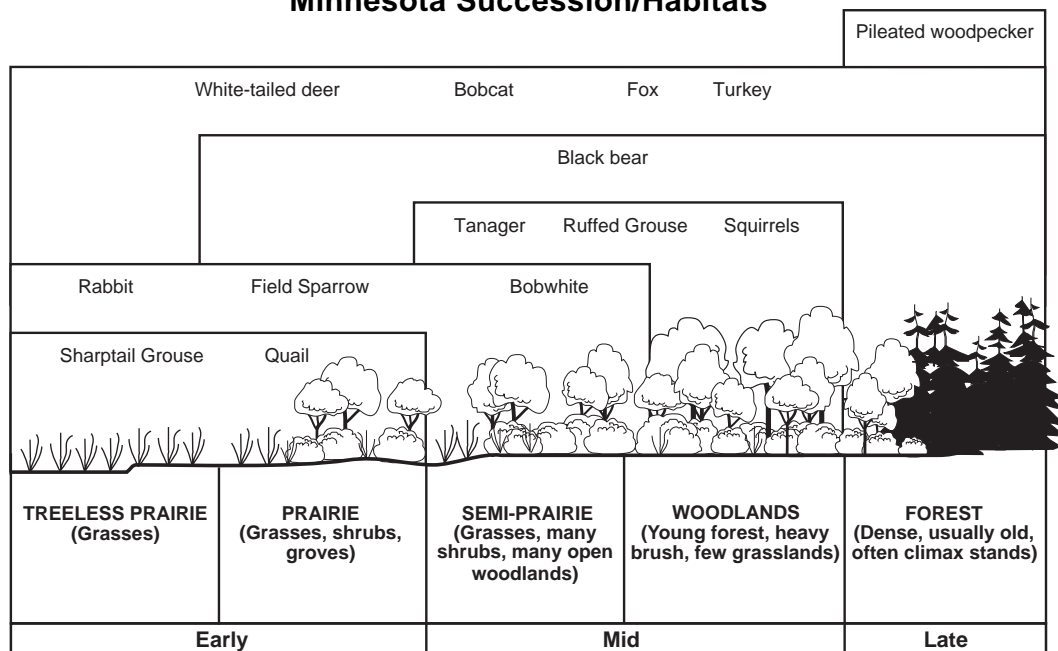 Minnesota Succession/Habitats
Pileated woodpecker
White-tailed deer Bobcat Fox Turkey
Black bear
Tanager Ruffed Grouse Squirrels
Rabbit Field Sparrow Bobwhite
Sharptail Grouse Quail
TREELESS PRAIRIE
(Grasses)
PRAIRIE
(Grasses, shrubs,
groves)
SEMI-PRAIRIE
(Grasses, many
shrubs, many open
woodlands)
WOODLANDS
(Young forest, heavy
brush, few grasslands)
FOREST
(Dense, usually old,
often climax stands)
Early Mid Late